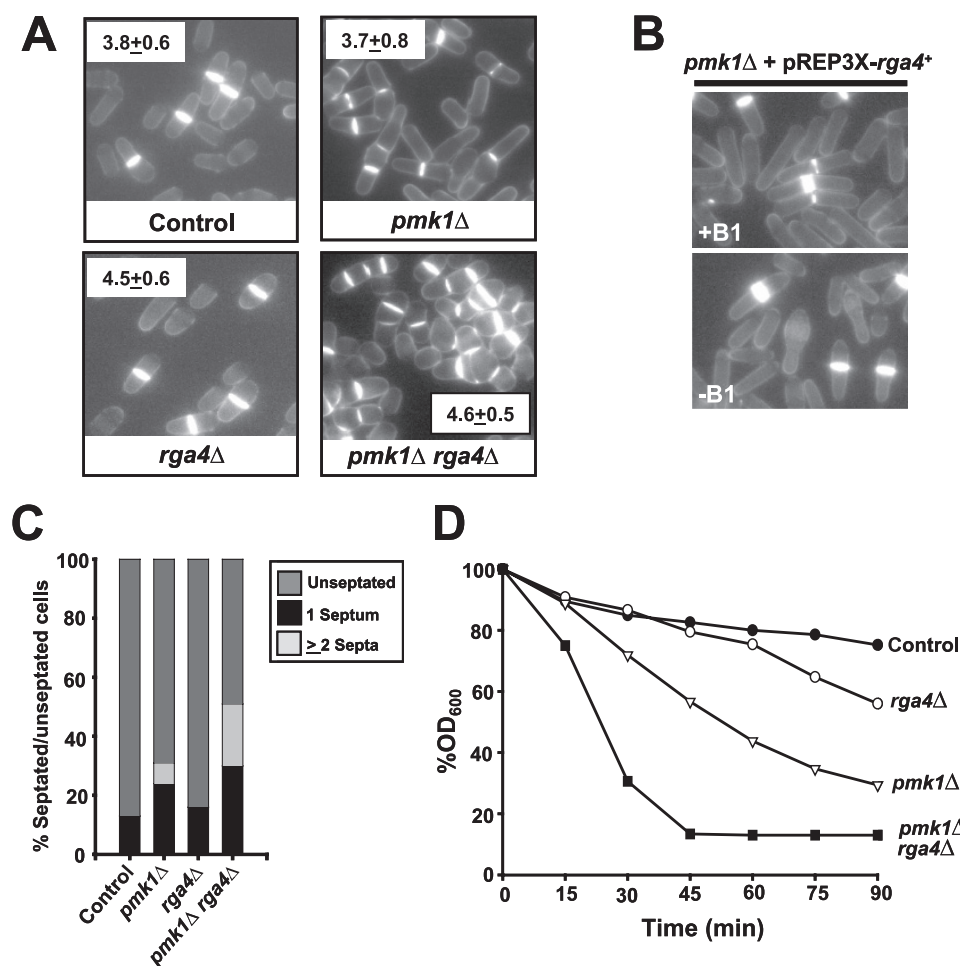 A
3.8±0.6
Control
3.7±0.8
pmk1Δ
4.5±0.6
rga4Δ
4.6±0.5
pmk1Δ rga4Δ
B
pmk1Δ + pREP3X-rga4⁺
+B1
-B1
C
% Septated/unseptated cells
100
80
60
40
20
0
Control
pmk1Δ
rga4Δ
pmk1Δ rga4Δ
Unseptated
1 Septum
≥2 Septa
D
%OD₆₀₀
100
80
60
40
20
0
0 15 30 45 60 75 90
Time (min)
Control
rga4Δ
pmk1Δ
pmk1Δ
rga4Δ